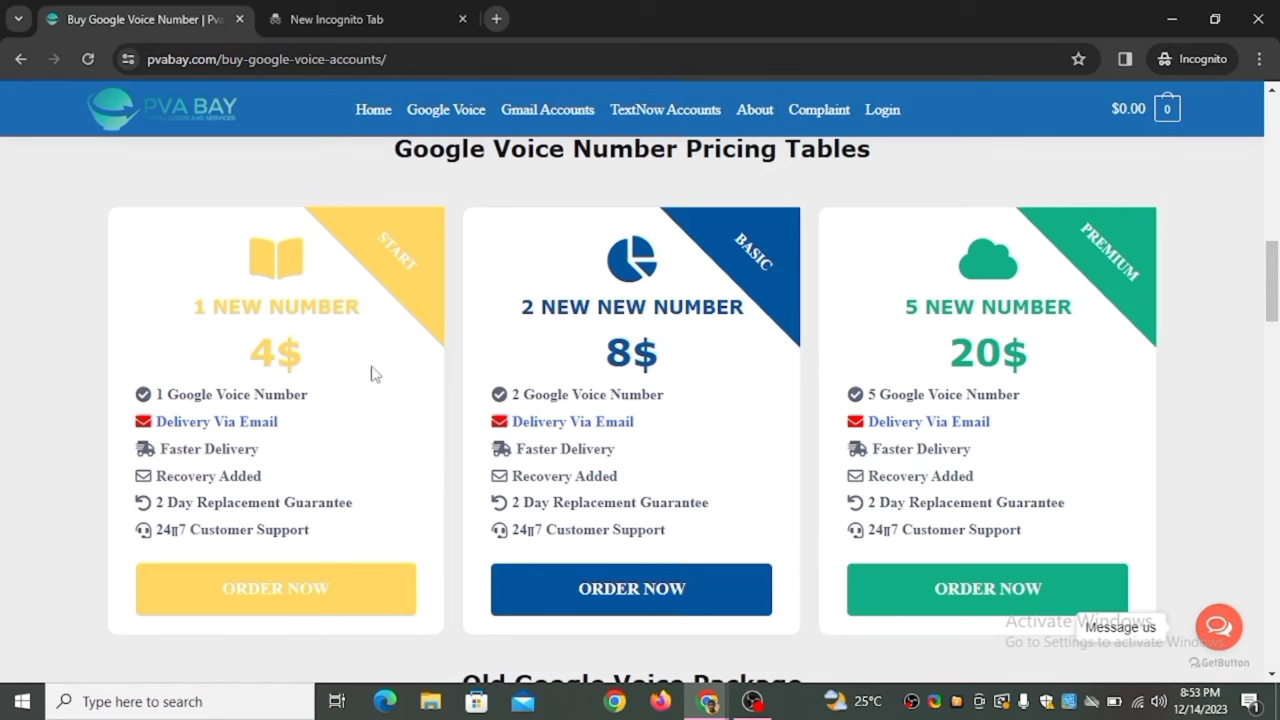 Buy Google Voice Number | Pva
New Incognito Tab
pvabay.com/buy-google-voice-accounts/
Incognito
PVA BAY
Home Google Voice Gmail Accounts TextNow Accounts About Complaint Login
$0.00 0
Google Voice Number Pricing Tables
START
1 NEW NUMBER
4$
1 Google Voice Number
Delivery Via Email
Faster Delivery
Recovery Added
2 Day Replacement Guarantee
24/7 Customer Support
ORDER NOW
BASIC
2 NEW NEW NUMBER
8$
2 Google Voice Number
Delivery Via Email
Faster Delivery
Recovery Added
2 Day Replacement Guarantee
24/7 Customer Support
ORDER NOW
PREMIUM
5 NEW NUMBER
20$
5 Google Voice Number
Delivery Via Email
Faster Delivery
Recovery Added
2 Day Replacement Guarantee
24/7 Customer Support
ORDER NOW
Activate Windows
Go to Settings to activate Windows.
Message us
GetButton
Old Google Voice Package
Type here to search
25°C
8:53 PM
12/14/2023